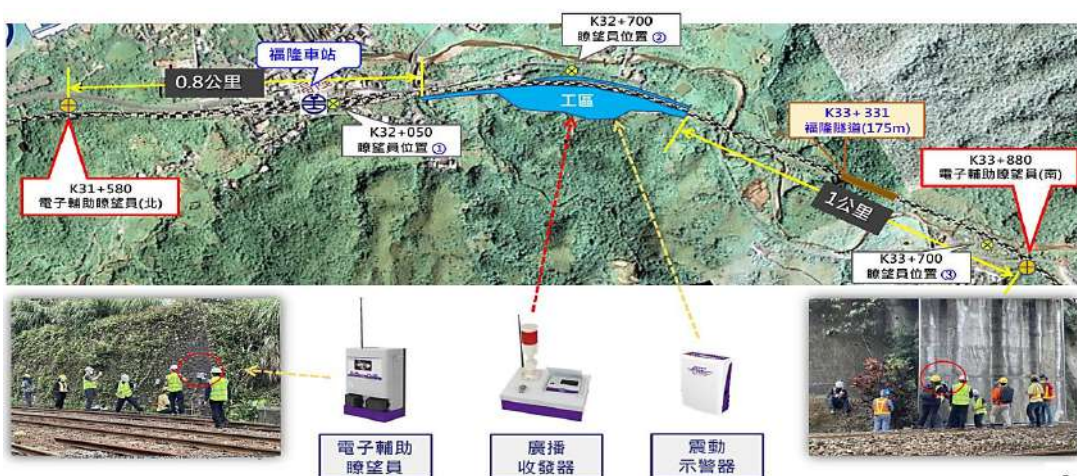 K32+700
瞭望員位置②
福隆車站
0.8公里
工區
K33+331
福隆隧道(175m)
K32+050
瞭望員位置①
K33+880
電子輔助瞭望員(南)
K31+580
電子輔助瞭望員(北)
1公里
K33+700
瞭望員位置③
電子輔助
瞭望員
廣播
收發器
震動
示警器